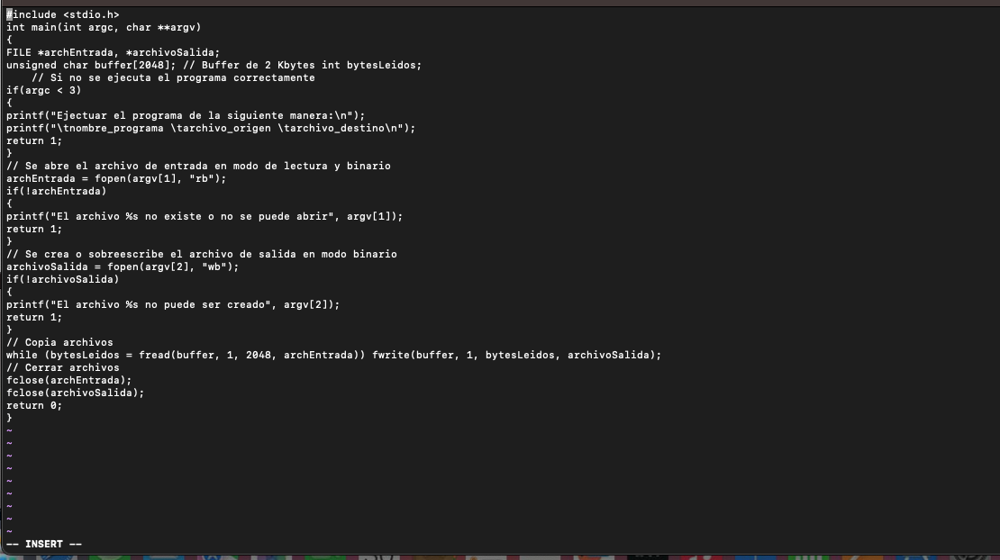 #include <stdio.h>
int main(int argc, char **argv)
{
FILE *archEntrada, *archivoSalida;
unsigned char buffer[2048]; // Buffer de 2 Kbytes int bytesLeidos;
    // Si no se ejecuta el programa correctamente
if(argc < 3)
{
printf("Ejectuar el programa de la siguiente manera:\n");
printf("\tnombre_programa \tarchivo_origen \tarchivo_destino\n");
return 1;
}
// Se abre el archivo de entrada en modo de lectura y binario
archEntrada = fopen(argv[1], "rb");
if(!archEntrada)
{
printf("El archivo %s no existe o no se puede abrir", argv[1]);
return 1;
}
// Se crea o sobreescribe el archivo de salida en modo binario
archivoSalida = fopen(argv[2], "wb");
if(!archivoSalida)
{
printf("El archivo %s no puede ser creado", argv[2]);
return 1;
}
// Copia archivos
while (bytesLeidos = fread(buffer, 1, 2048, archEntrada)) fwrite(buffer, 1, bytesLeidos, archivoSalida);
// Cerrar archivos
fclose(archEntrada);
fclose(archivoSalida);
return 0;
}
~
~
~
~
~
~
~
~
~
-- INSERT --